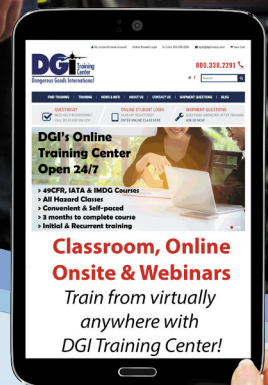 DGI Training Center
Dangerous Goods International
800.338.2291
Search
FIND TRAINING | TRAINING | NEWS & INFO | ABOUT US | CONTACT US | SHIPMENT QUESTIONS | BLOG
QUESTIONS?
ONLINE STUDENT LOGIN
SHIPMENT QUESTIONS?
DGI's Online
Training Center
Open 24/7
> 49CFR, IATA & IMDG Courses
> All Hazard Classes
> Convenient & Self-paced
> 3 months to complete course
> Initial & Recurrent training
Classroom, Online
Onsite & Webinars
Train from virtually
anywhere with
DGI Training Center!